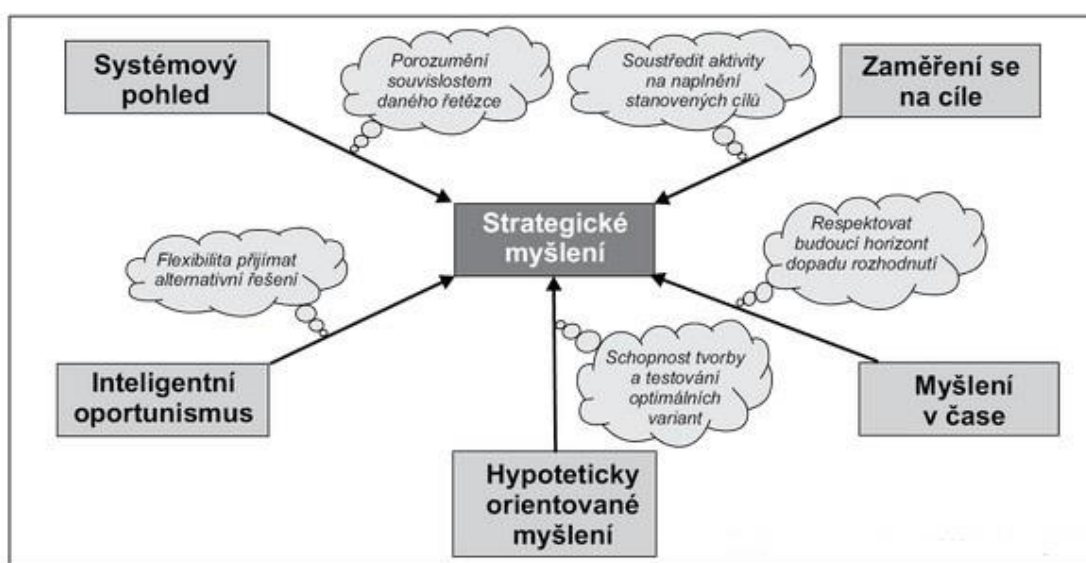 Systémový
pohled
Porozumění
souvislostem
daného řetězce
Soustředit aktivity
na naplnění
stanovených cílů
Zaměření se
na cíle
Strategické
myšlení
Flexibilita přijímat
alternativní řešení
Respektovat
budoucí horizont
dopadu rozhodnutí
Inteligentní
oportunismus
Schopnost tvorby
a testování
optimálních
variant
Myšlení
v čase
Hypoteticky
orientované
myšlení